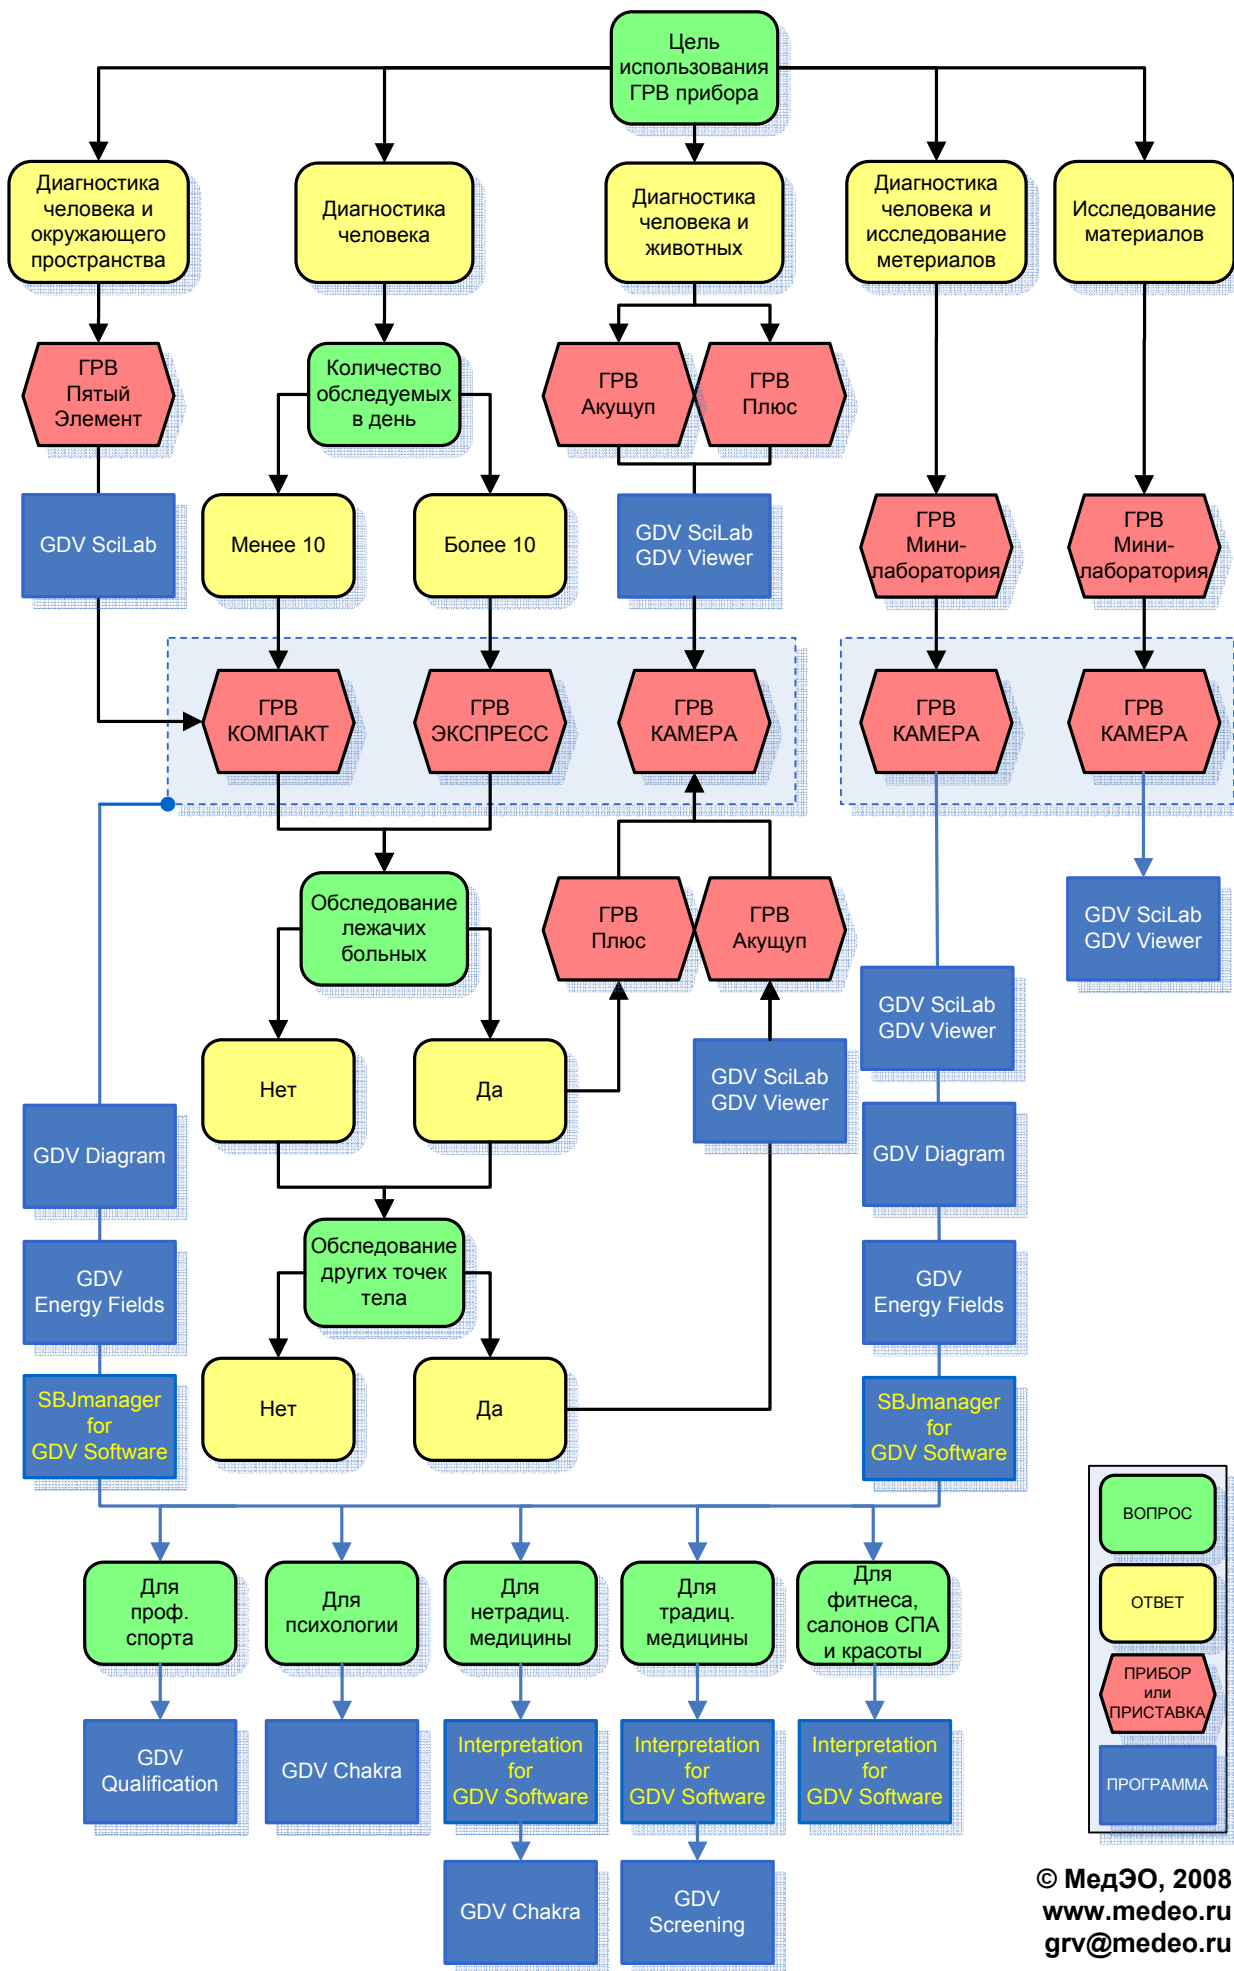 Цель
использования
ГРВ прибора
Диагностика
человека и
окружающего
пространства
Диагностика
человека
Диагностика
человека и
животных
Диагностика
человека и
исследование
метериалов
Исследование
материалов
ГРВ
Пятый
Элемент
Количество
обследуемых
в день
ГРВ
Акущуп
ГРВ
Плюс
GDV SciLab
Менее 10
Более 10
GDV SciLab
GDV Viewer
ГРВ
Мини-
лаборатория
ГРВ
Мини-
лаборатория
ГРВ
КОМПАКТ
ГРВ
ЭКСПРЕСС
ГРВ
КАМЕРА
ГРВ
КАМЕРА
ГРВ
КАМЕРА
Обследование
лежачих
больных
ГРВ
Плюс
ГРВ
Акущуп
GDV SciLab
GDV Viewer
GDV SciLab
GDV Viewer
Нет
Да
GDV SciLab
GDV Viewer
GDV Diagram
GDV Diagram
Обследование
других точек
тела
GDV
Energy Fields
GDV
Energy Fields
Нет
Да
SBJmanager
for
GDV Software
SBJmanager
for
GDV Software
Для
проф.
спорта
Для
психологии
Для
нетрадиц.
медицины
Для
традиц.
медицины
Для
фитнеса,
салонов СПА
и красоты
GDV
Qualification
GDV Chakra
Interpretation
for
GDV Software
Interpretation
for
GDV Software
Interpretation
for
GDV Software
GDV Chakra
GDV
Screening
ВОПРОС
ОТВЕТ
ПРИБОР
или
ПРИСТАВКА
ПРОГРАММА
© МедЭО, 2008
www.medeo.ru
grv@medeo.ru